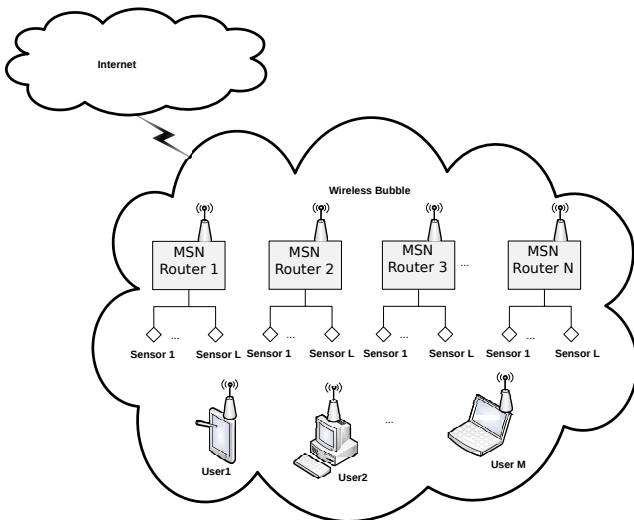 Internet
Wireless Bubble
MSN
Router 1
MSN
Router 2
MSN
Router 3
...
MSN
Router N
...
...
...
...
Sensor 1
Sensor L
Sensor 1
Sensor L
Sensor 1
Sensor L
Sensor 1
Sensor L
...
User1
User2
User M